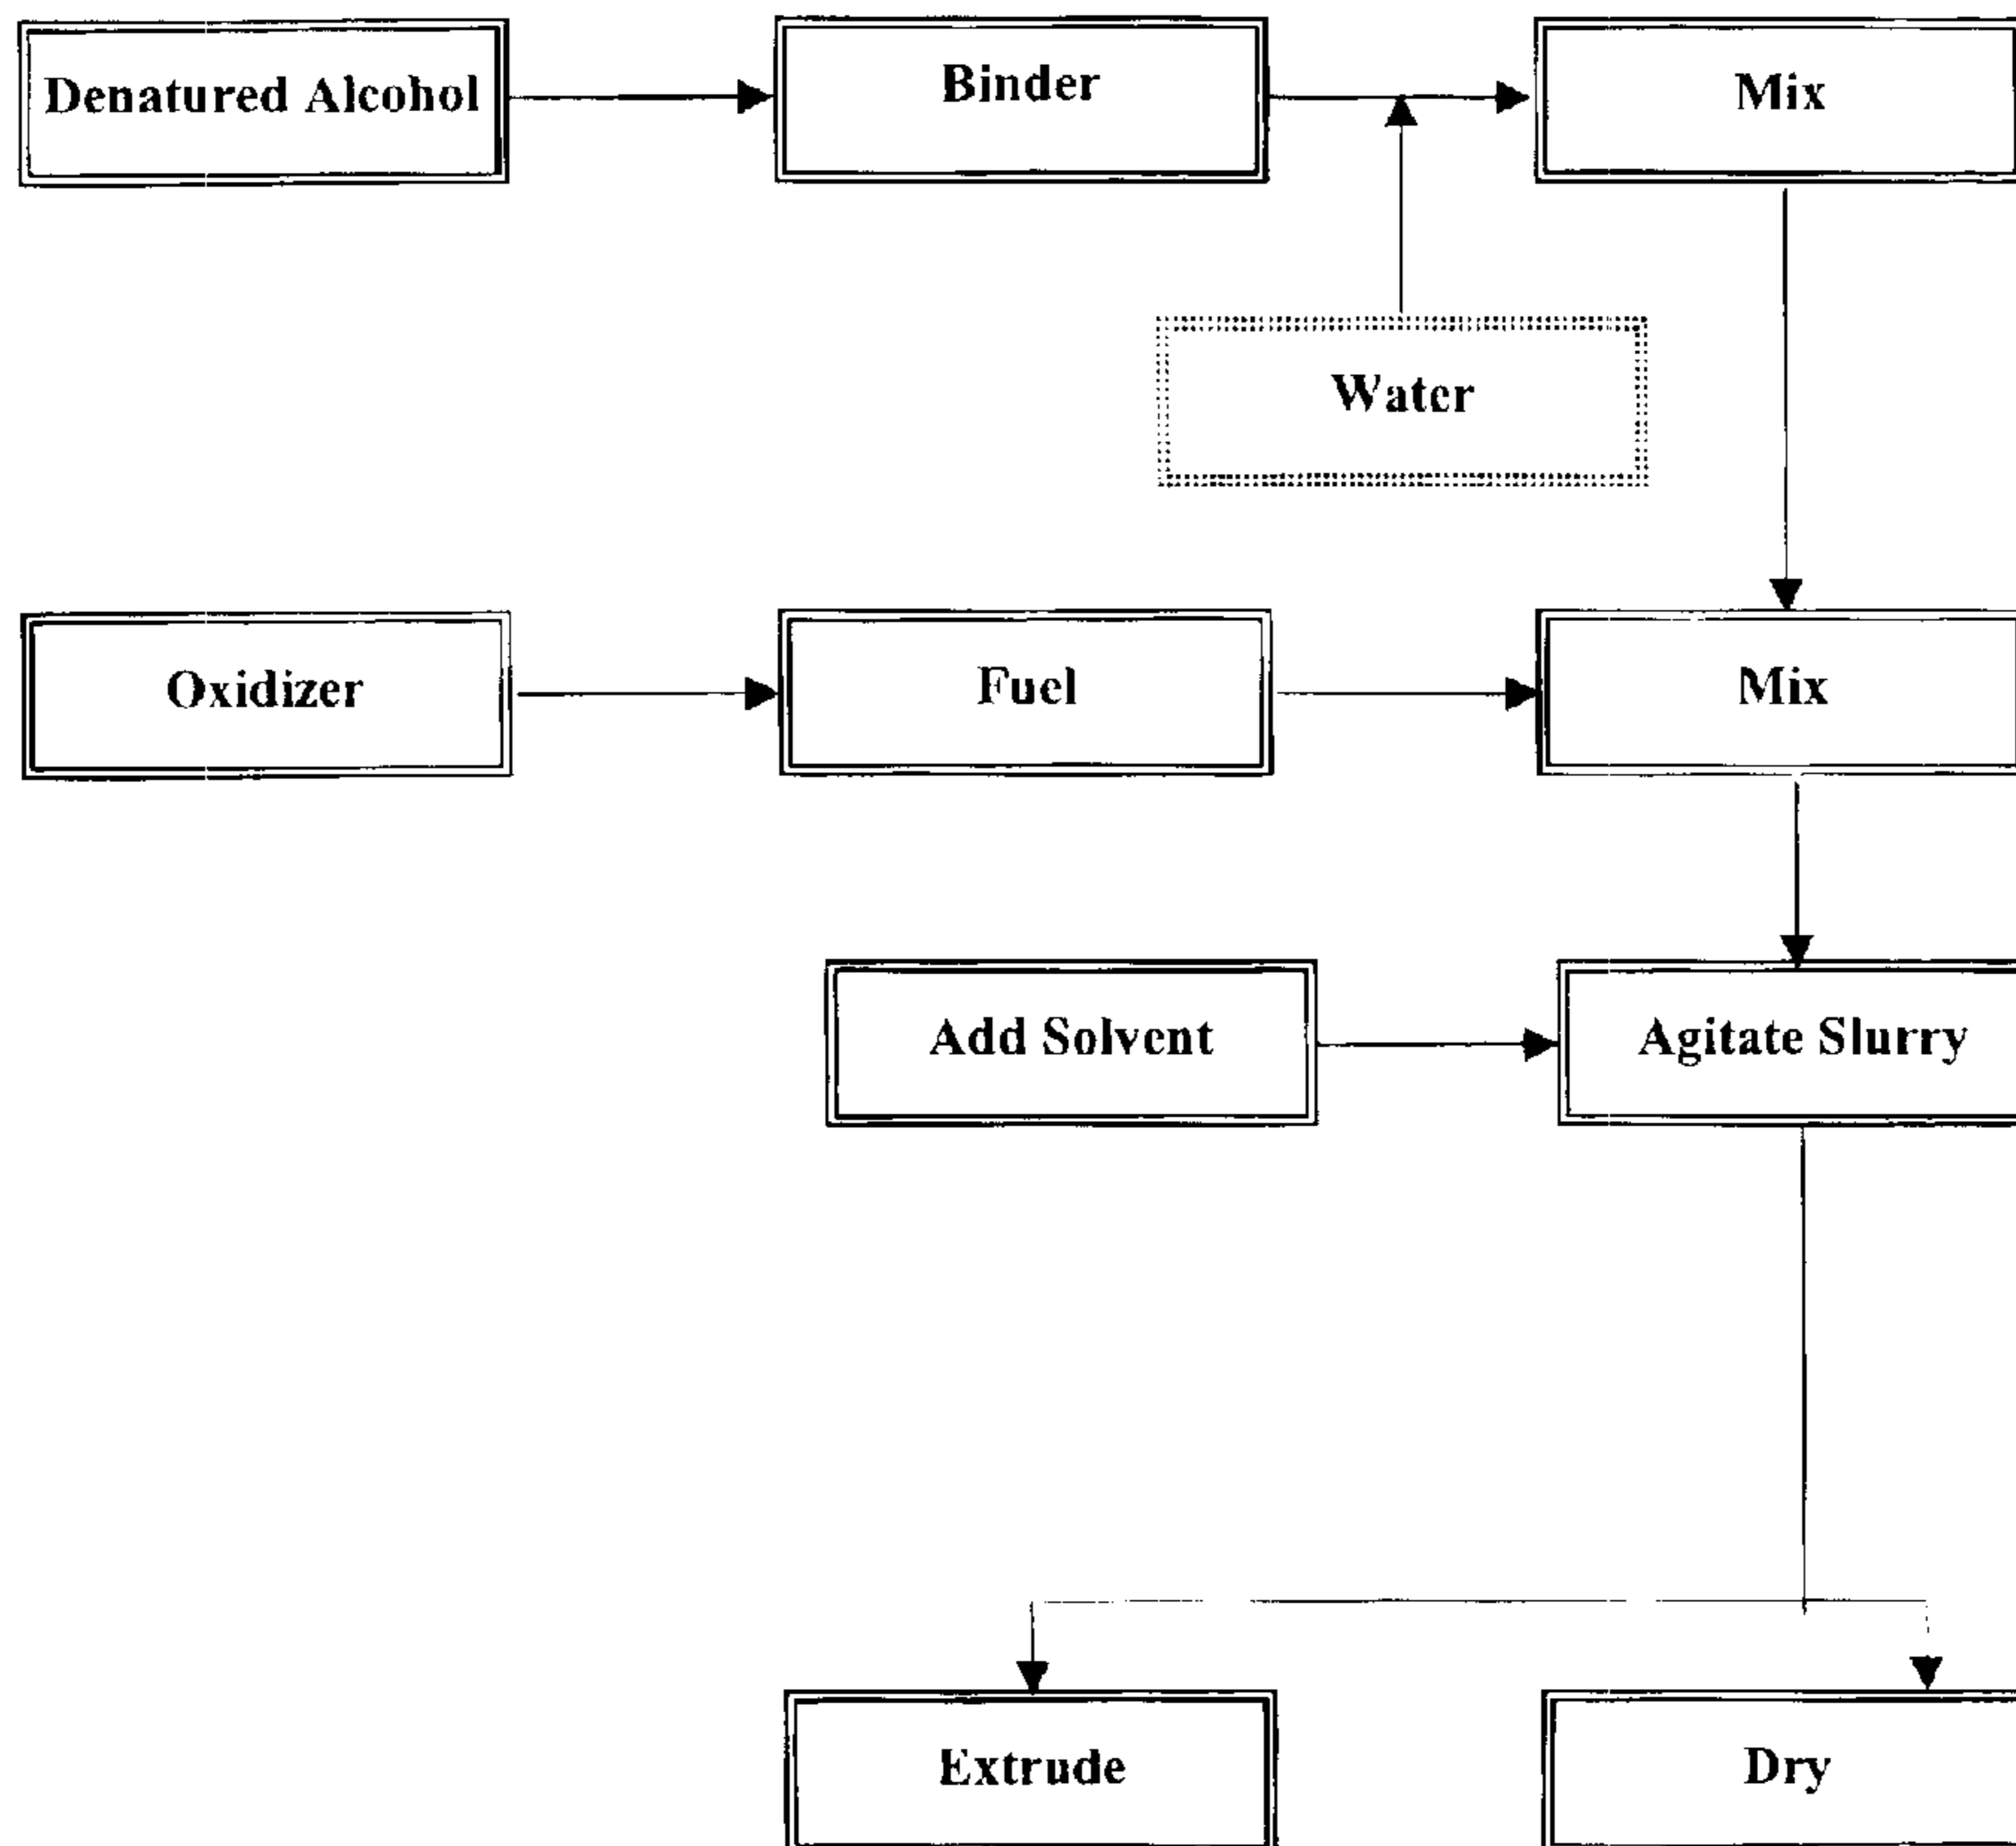 Denatured Alcohol
Binder
Mix
Water
Oxidizer
Fuel
Mix
Add Solvent
Agitate Slurry
Extrude
Dry